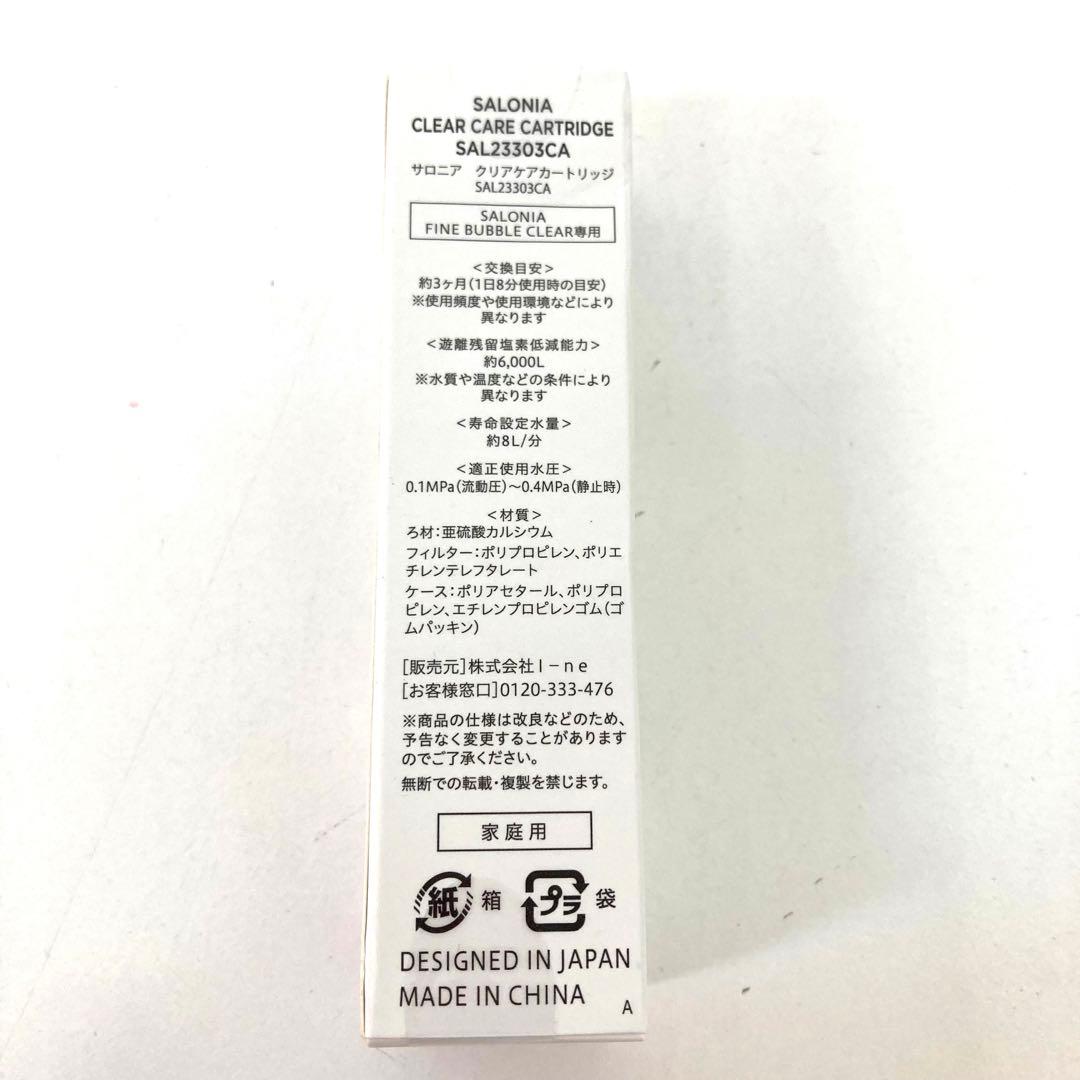 SALONIA
CLEAR CARE CARTRIDGE
SAL23303CA
サロニア　クリアケアカートリッジ
SAL23303CA
SALONIA
FINE BUBBLE CLEAR専用
＜交換目安＞
約3ヶ月（1日8分使用時の目安）
※使用頻度や使用環境などにより
異なります
＜遊離残留塩素低減能力＞
約6,000L
※水質や温度などの条件により
異なります
＜寿命設定水量＞
約8L/分
＜適正使用水圧＞
0.1MPa（流動圧）〜0.4MPa（静止時）
＜材質＞
ろ材：亜硫酸カルシウム
フィルター：ポリプロピレン、ポリエ
チレンテレフタレート
ケース：ポリアセタール、ポリプロ
ピレン、エチレンプロピレンゴム（ゴ
ムパッキン）
［販売元］株式会社I－ne
［お客様窓口］0120-333-476
※商品の仕様は改良などのため、
予告なく変更することがあります
のでご了承ください。
無断での転載・複製を禁じます。
家庭用
紙 箱 プラ 袋
DESIGNED IN JAPAN
MADE IN CHINA
A